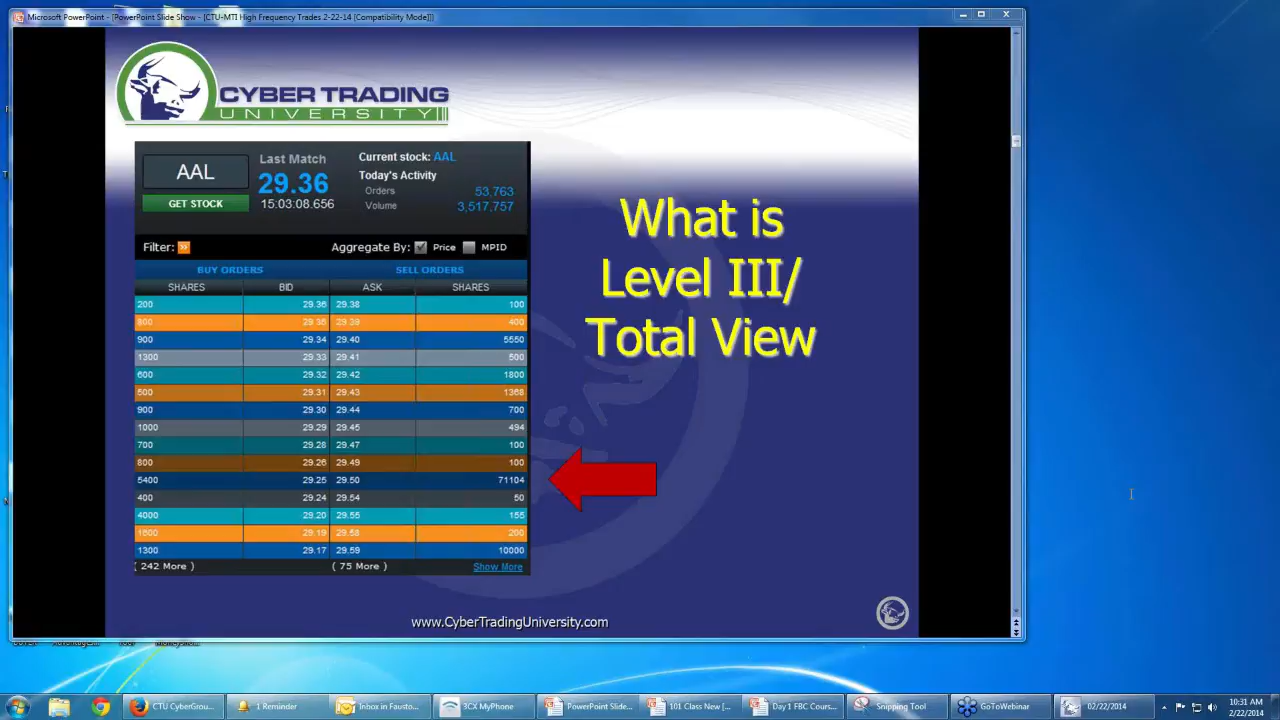 Microsoft PowerPoint - [PowerPoint Slide Show - [CTU-MTI High Frequency Trades 2-22-14 [Compatibility Mode]]]
CYBER TRADING
UNIVERSITY
AAL
GET STOCK
Last Match
29.36
15:03:08.656
Current stock: AAL
Today's Activity
Orders 53,763
Volume 3,517,757
Filter: »
Aggregate By: Price MPID
BUY ORDERS SELL ORDERS
SHARES BID ASK SHARES
200 29.36 29.38 100
800 29.35 29.39 400
900 29.34 29.40 5550
1300 29.33 29.41 500
600 29.32 29.42 1800
500 29.31 29.43 1368
900 29.30 29.44 700
1000 29.29 29.45 494
700 29.28 29.47 100
800 29.26 29.49 100
5400 29.25 29.50 71104
400 29.24 29.54 50
4000 29.20 29.55 155
1600 29.19 29.58 200
1300 29.17 29.59 10000
( 242 More ) ( 75 More ) Show More
What is
Level III/
Total View
www.CyberTradingUniversity.com
CTU CyberGrou...
1 Reminder
Inbox in Fausto...
3CX MyPhone
PowerPoint Slide...
101 Class New [...
Day 1 FBC Cours...
Snipping Tool
GoToWebinar
02/22/2014
10:31 AM
2/22/2014